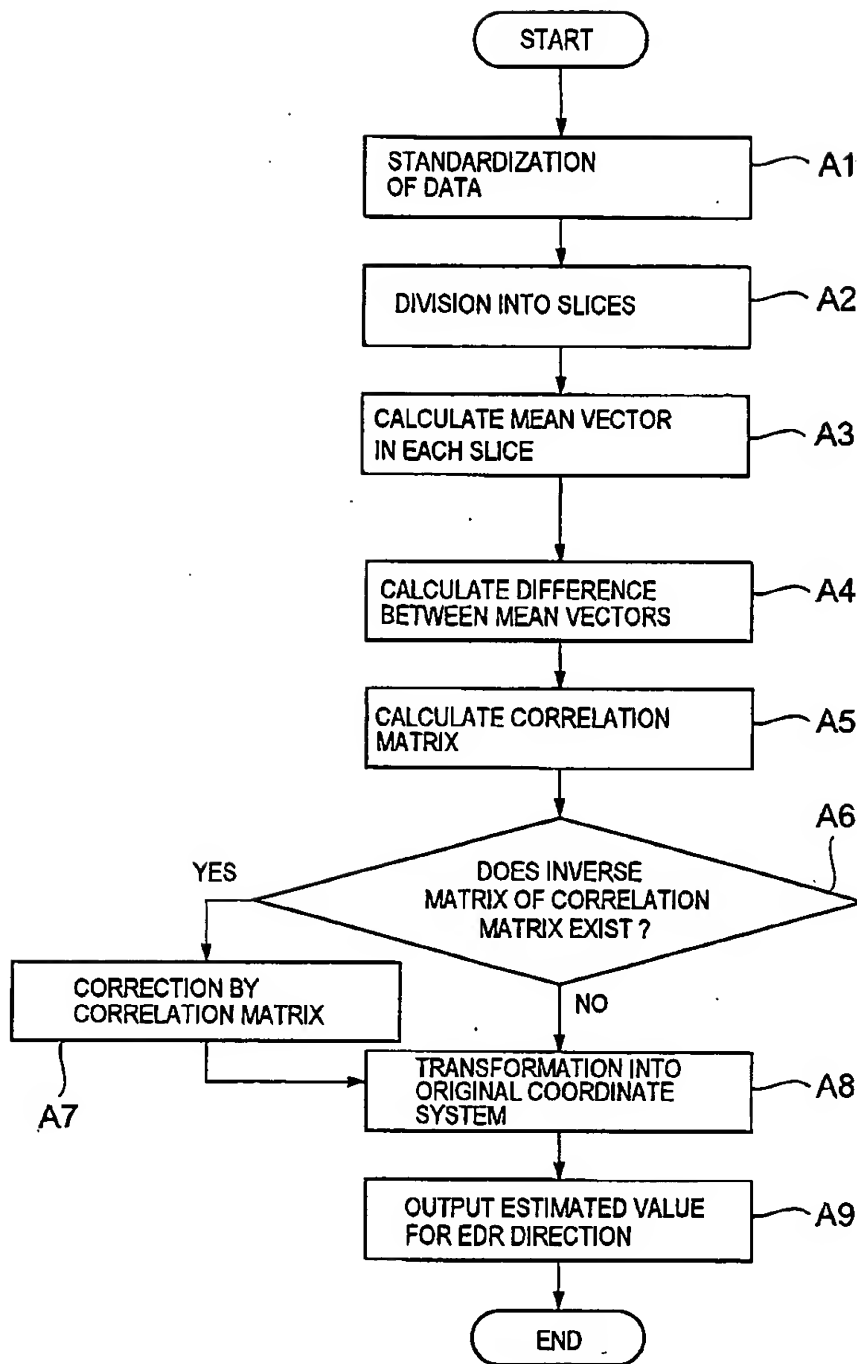 START
STANDARDIZATION
OF DATA
A1
DIVISION INTO SLICES
A2
CALCULATE MEAN VECTOR
IN EACH SLICE
A3
CALCULATE DIFFERENCE
BETWEEN MEAN VECTORS
A4
CALCULATE CORRELATION
MATRIX
A5
A6
YES
DOES INVERSE
MATRIX OF CORRELATION
MATRIX EXIST ?
CORRECTION BY
CORRELATION MATRIX
NO
A7
TRANSFORMATION INTO
ORIGINAL COORDINATE
SYSTEM
A8
OUTPUT ESTIMATED VALUE
FOR EDR DIRECTION
A9
END